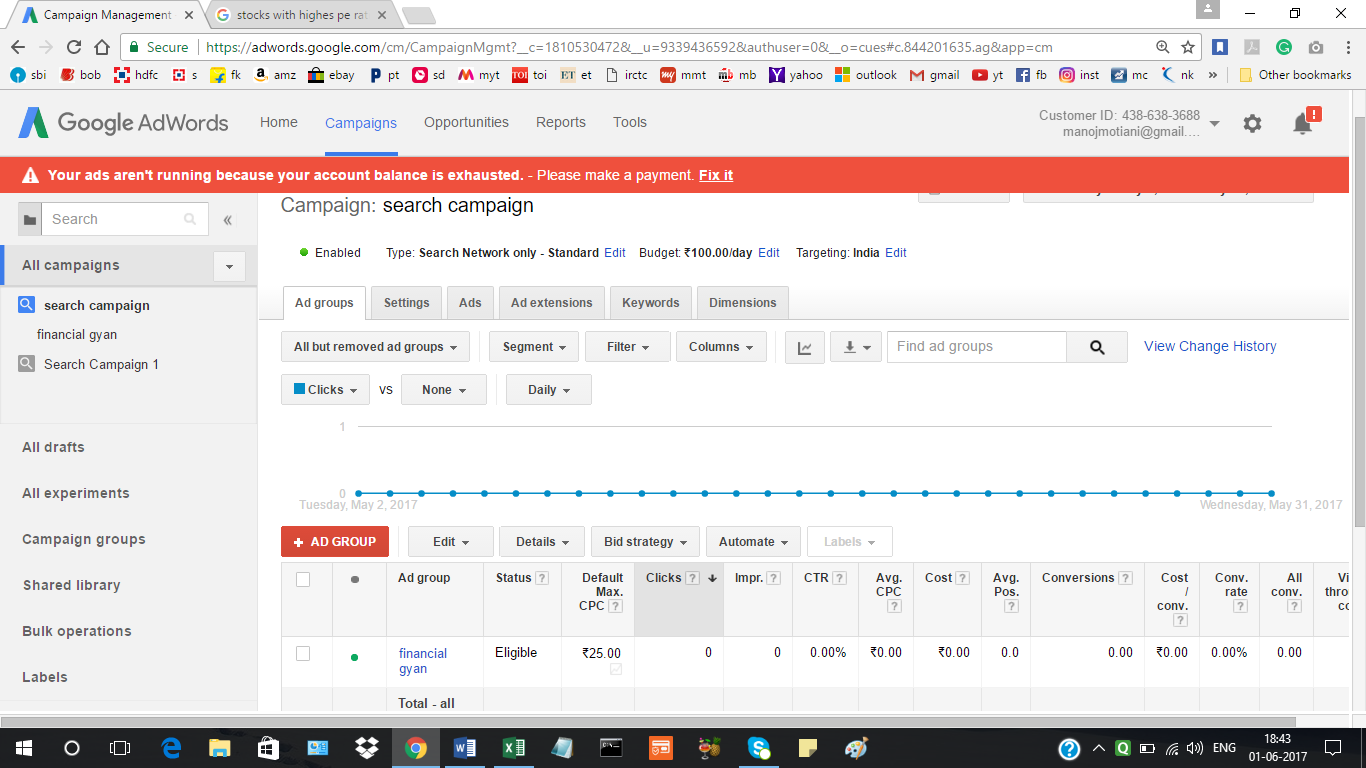 Campaign Management
stocks with highes pe rat
Secure https://adwords.google.com/cm/CampaignMgmt?__c=1810530472&__u=9339436592&authuser=0&__o=cues#c.844201635.ag&app=cm
sbi bob hdfc s fk amz ebay pt sd myt toi et irctc mmt mb yahoo outlook gmail yt fb inst mc nk » Other bookmarks
Google AdWords Home Campaigns Opportunities Reports Tools
Customer ID: 438-638-3688
manojmotiani@gmail....
Your ads aren't running because your account balance is exhausted. - Please make a payment. Fix it
Search «
All campaigns
search campaign
financial gyan
Search Campaign 1
All drafts
All experiments
Campaign groups
Shared library
Bulk operations
Labels
Campaign: search campaign
Enabled Type: Search Network only - Standard Edit Budget: ₹100.00/day Edit Targeting: India Edit
Ad groups Settings Ads Ad extensions Keywords Dimensions
All but removed ad groups Segment Filter Columns Find ad groups View Change History
Clicks vs None Daily
1
0
Tuesday, May 2, 2017 Wednesday, May 31, 2017
+ AD GROUP Edit Details Bid strategy Automate Labels
Ad group Status ? Default Max. CPC ? Clicks ? Impr. ? CTR ? Avg. CPC ? Cost ? Avg. Pos. ? Conversions ? Cost / conv. ? Conv. rate ? All conv. ?
financial gyan Eligible ₹25.00 0 0 0.00% ₹0.00 ₹0.00 0.0 0.00 ₹0.00 0.00% 0.00
Total - all
ENG 18:43
01-06-2017